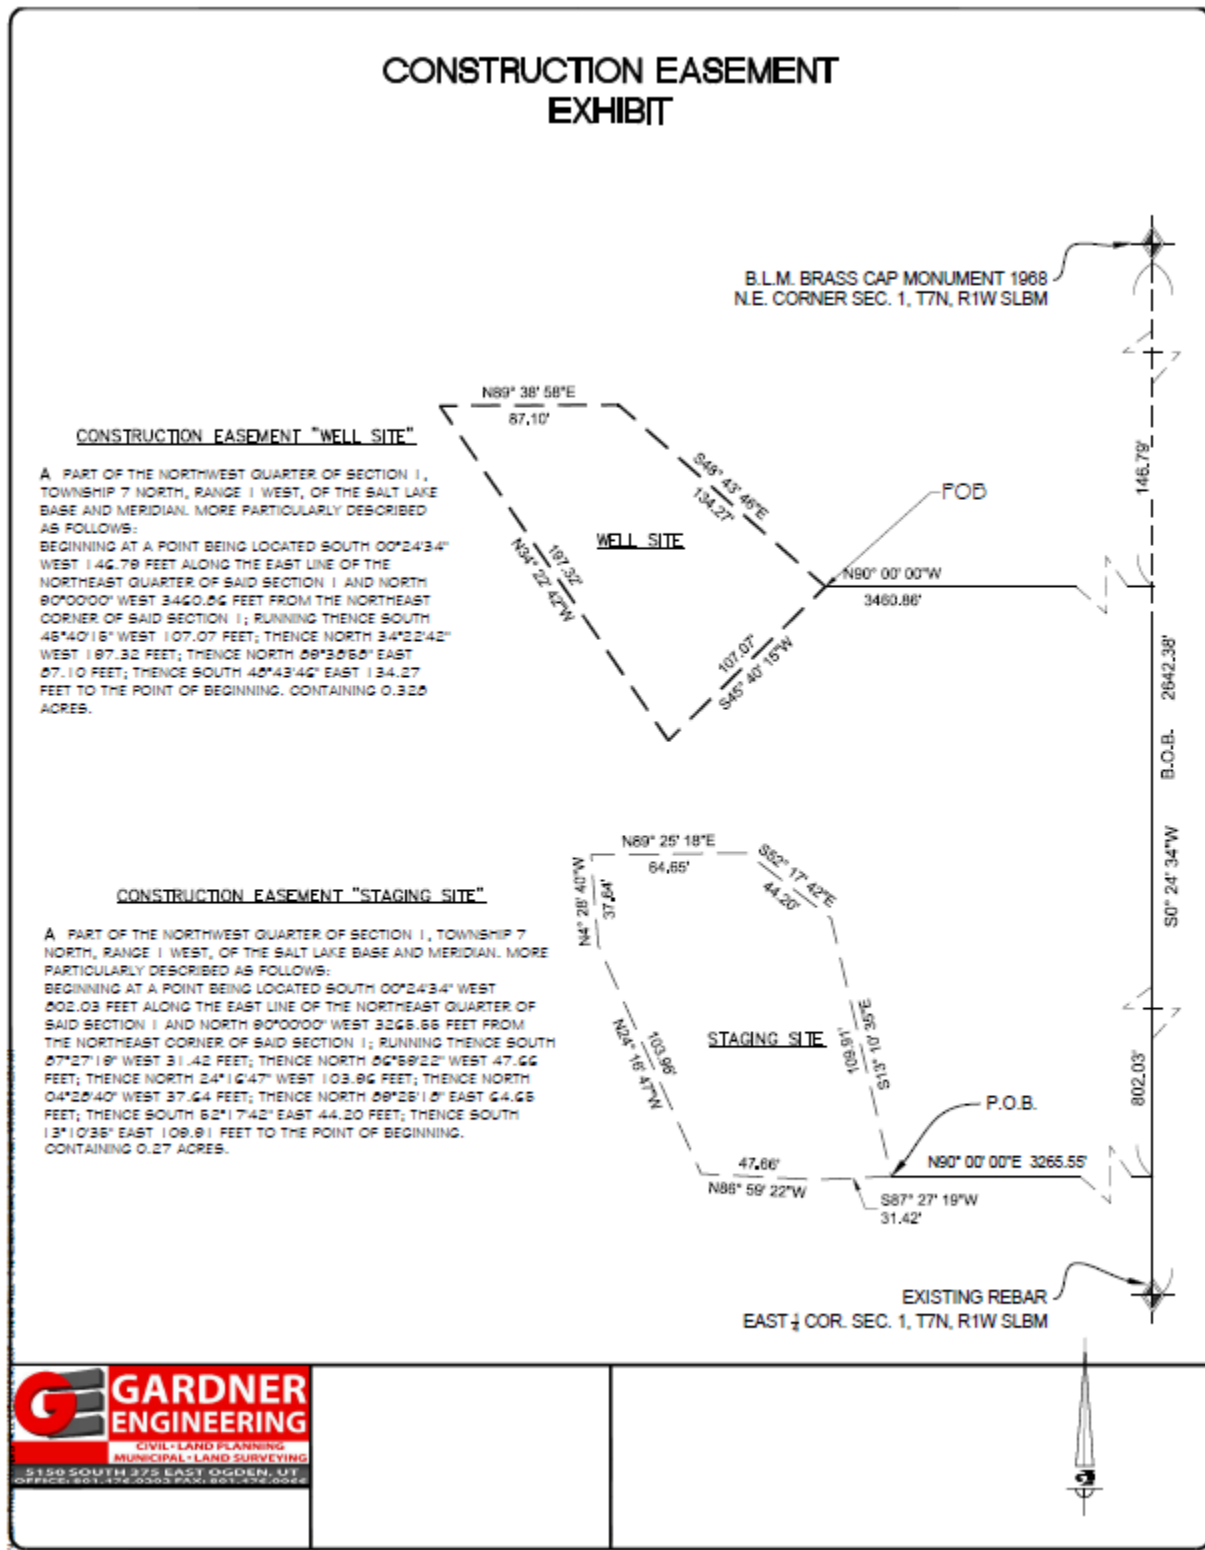 CONSTRUCTION EASEMENT
EXHIBIT
B.L.M. BRASS CAP MONUMENT 1968
N.E. CORNER SEC. 1, T7N, R1W SLBM
N89° 38' 58"E
87.10'
CONSTRUCTION EASEMENT "WELL SITE"
A PART OF THE NORTHWEST QUARTER OF SECTION 1,
TOWNSHIP 7 NORTH, RANGE 1 WEST, OF THE SALT LAKE
BASE AND MERIDIAN. MORE PARTICULARLY DESCRIBED
AS FOLLOWS:
BEGINNING AT A POINT BEING LOCATED SOUTH 00°24'34"
WEST 146.79 FEET ALONG THE EAST LINE OF THE
NORTHEAST QUARTER OF SAID SECTION 1 AND NORTH
90°00'00" WEST 3460.86 FEET FROM THE NORTHEAST
CORNER OF SAID SECTION 1; RUNNING THENCE SOUTH
45°40'15" WEST 107.07 FEET; THENCE NORTH 34°22'42"
WEST 197.32 FEET; THENCE NORTH 89°38'58" EAST
87.10 FEET; THENCE SOUTH 48°43'46" EAST 134.27
FEET TO THE POINT OF BEGINNING. CONTAINING 0.328
ACRES.
S48° 43' 46"E
134.27'
POB
WELL SITE
197.32'
N34° 22' 42"W
N90° 00' 00"W
3460.86'
107.07'
S45° 40' 15"W
146.79'
2642.38'
B.O.B.
S0° 24' 34"W
802.03'
N89° 25' 18"E
64.65'
S52° 17' 42"E
44.20'
N4° 28' 40"W
37.64'
CONSTRUCTION EASEMENT "STAGING SITE"
A PART OF THE NORTHWEST QUARTER OF SECTION 1, TOWNSHIP 7
NORTH, RANGE 1 WEST, OF THE SALT LAKE BASE AND MERIDIAN. MORE
PARTICULARLY DESCRIBED AS FOLLOWS:
BEGINNING AT A POINT BEING LOCATED SOUTH 00°24'34" WEST
802.03 FEET ALONG THE EAST LINE OF THE NORTHEAST QUARTER OF
SAID SECTION 1 AND NORTH 90°00'00" WEST 3265.55 FEET FROM
THE NORTHEAST CORNER OF SAID SECTION 1; RUNNING THENCE SOUTH
87°27'19" WEST 31.42 FEET; THENCE NORTH 86°59'22" WEST 47.66
FEET; THENCE NORTH 24°16'47" WEST 103.96 FEET; THENCE NORTH
04°28'40" WEST 37.64 FEET; THENCE NORTH 89°25'18" EAST 64.65
FEET; THENCE SOUTH 52°17'42" EAST 44.20 FEET; THENCE SOUTH
13°10'35" EAST 109.91 FEET TO THE POINT OF BEGINNING.
CONTAINING 0.27 ACRES.
103.96'
N24° 16' 47"W
STAGING SITE
S13° 10' 35"E
109.91'
P.O.B.
N90° 00' 00"E 3265.55'
47.66'
N86° 59' 22"W
S87° 27' 19"W
31.42'
EXISTING REBAR
EAST ¼ COR. SEC. 1, T7N, R1W SLBM
GARDNER
ENGINEERING
CIVIL • LAND PLANNING
MUNICIPAL • LAND SURVEYING
5150 SOUTH 375 EAST OGDEN, UT
OFFICE: 801.476.0202 FAX: 801.476.0066